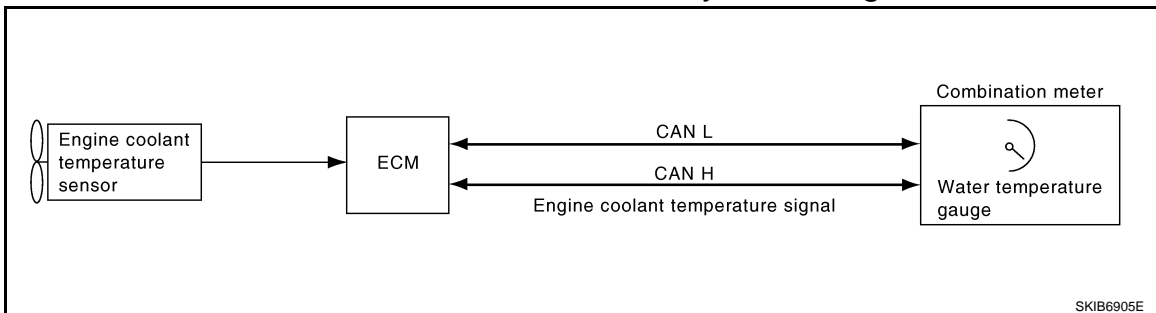 Combination meter
Engine coolant
temperature
sensor
ECM
CAN L
CAN H
Engine coolant temperature signal
Water temperature
gauge
SKIB6905E